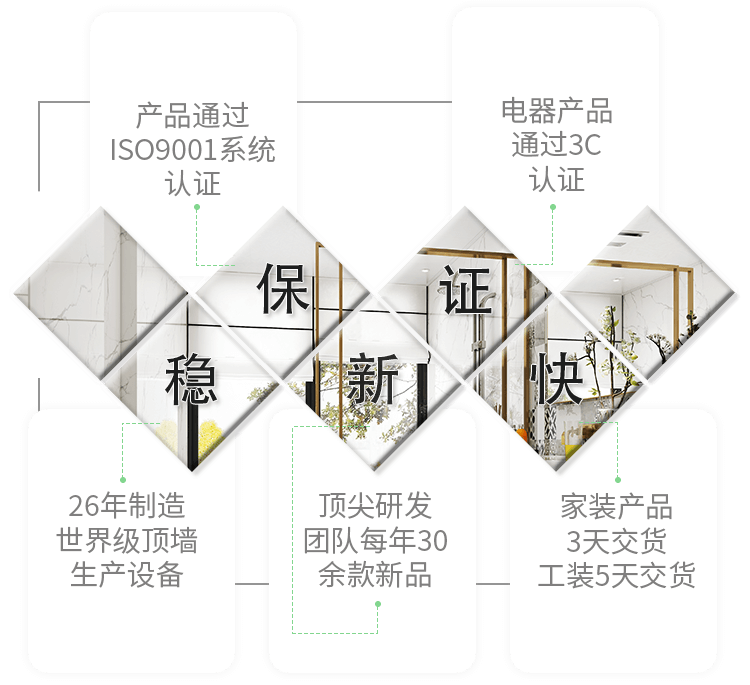 产品通过
ISO9001系统
认证
电器产品
通过3C
认证
保
证
稳
新
快
26年制造
世界级顶墙
生产设备
顶尖研发
团队每年30
余款新品
家装产品
3天交货
工装5天交货